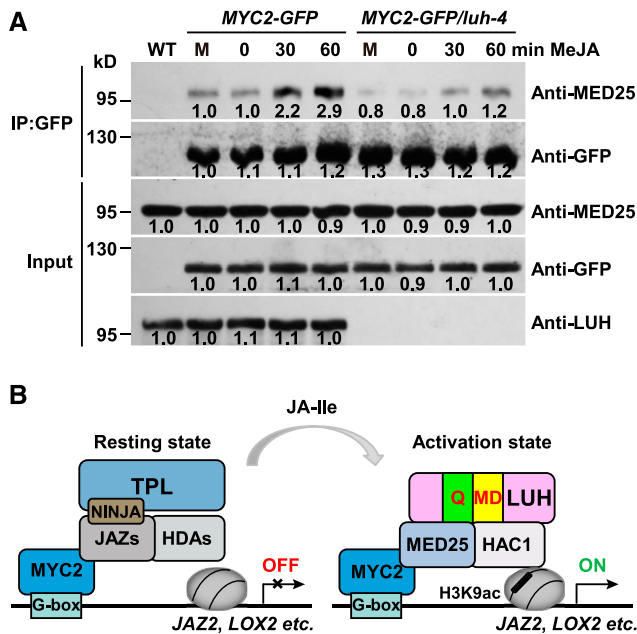 A
MYC2-GFP MYC2-GFP/luh-4
WT M 0 30 60 M 0 30 60 min MeJA
kD
IP:GFP
95
1.0 1.0 2.2 2.9 0.8 0.8 1.0 1.2
Anti-MED25
130
1.0 1.1 1.1 1.2 1.3 1.3 1.2 1.2
Anti-GFP
Input
95
1.0 1.0 1.0 1.0 0.9 1.0 0.9 0.9 1.0
Anti-MED25
130
1.0 1.0 1.1 1.0 1.0 0.9 1.0 1.0
Anti-GFP
95
1.0 1.0 1.1 1.1 1.0
Anti-LUH
B
JA-Ile
Resting state
TPL
NINJA
JAZs HDAs
MYC2
G-box
OFF
JAZ2, LOX2 etc.
Activation state
Q MD LUH
MED25 HAC1
MYC2
G-box
H3K9ac
ON
JAZ2, LOX2 etc.